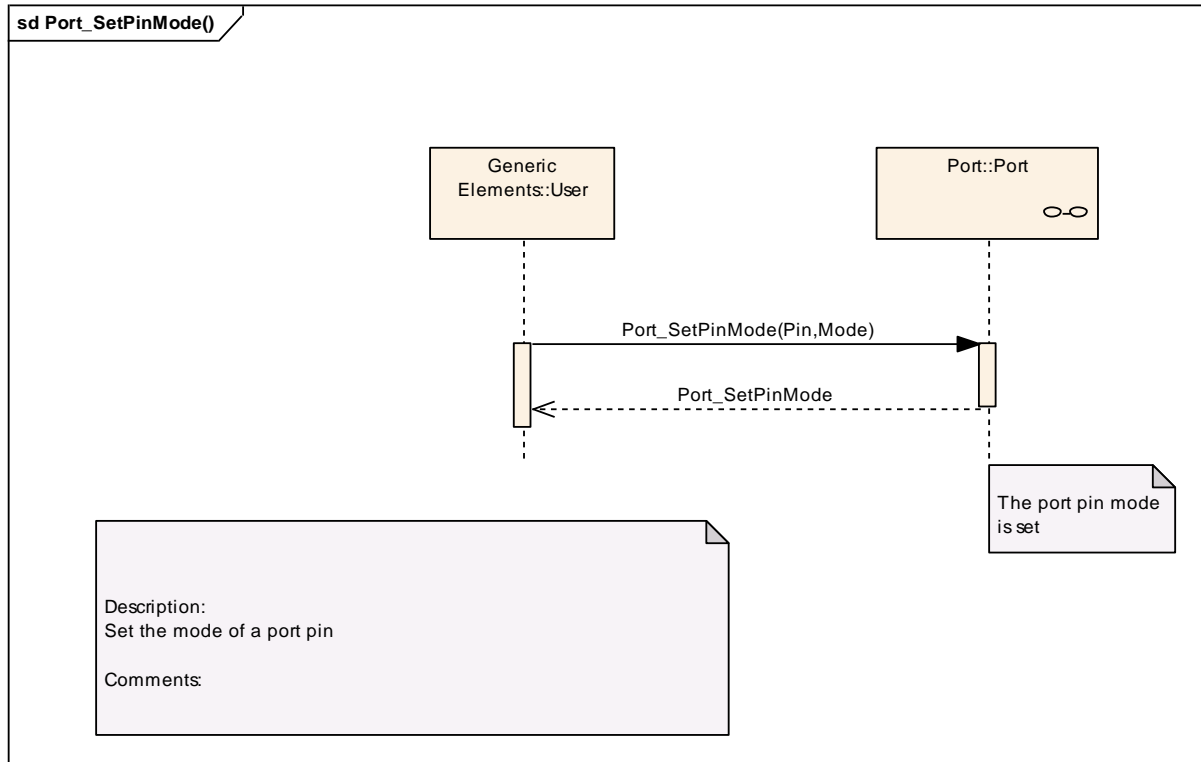 sd Port_SetPinMode()
Generic
Elements::User
Port::Port
Port_SetPinMode(Pin,Mode)
Port_SetPinMode
The port pin mode
is set
Description:
Set the mode of a port pin
Comments: